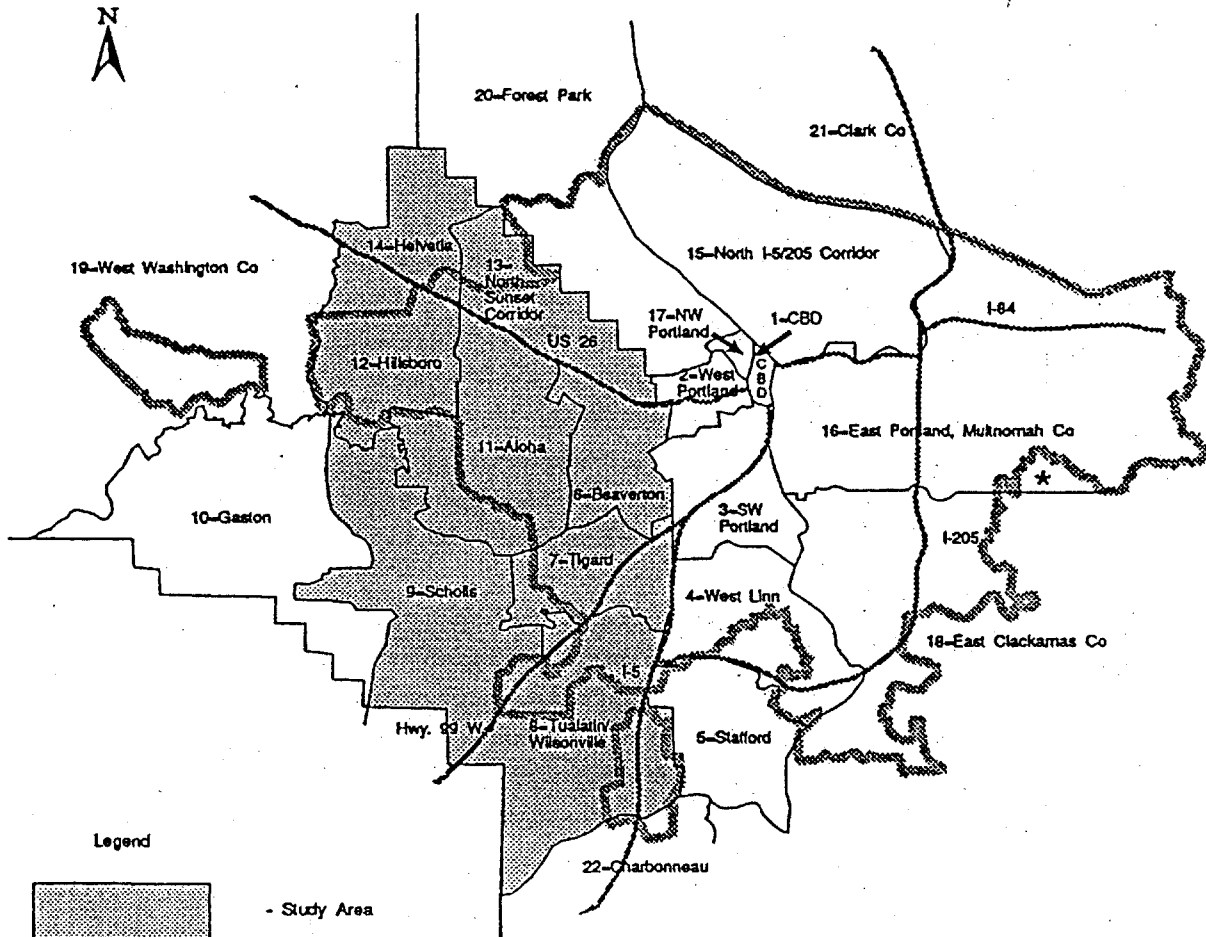 N
20=Forest Park
21=Clark Co
14=Helvetia
19=West Washington Co
13=
North
Sunset
Corridor
15=North I-5/205 Corridor
17=NW
Portland
1=CBD
I-84
US 26
12=Hillsboro
2=West
Portland
C
B
D
16=East Portland, Multnomah Co
11=Aloha
*
6=Beaverton
10=Gaston
3=SW
Portland
I-205
7=Tigard
9=Scholls
4=West Linn
18=East Clackamas Co
I-5
Hwy. 99 W
8=Tualatin/
Wilsonville
5=Stafford
Legend
22=Charbonneau
- Study Area